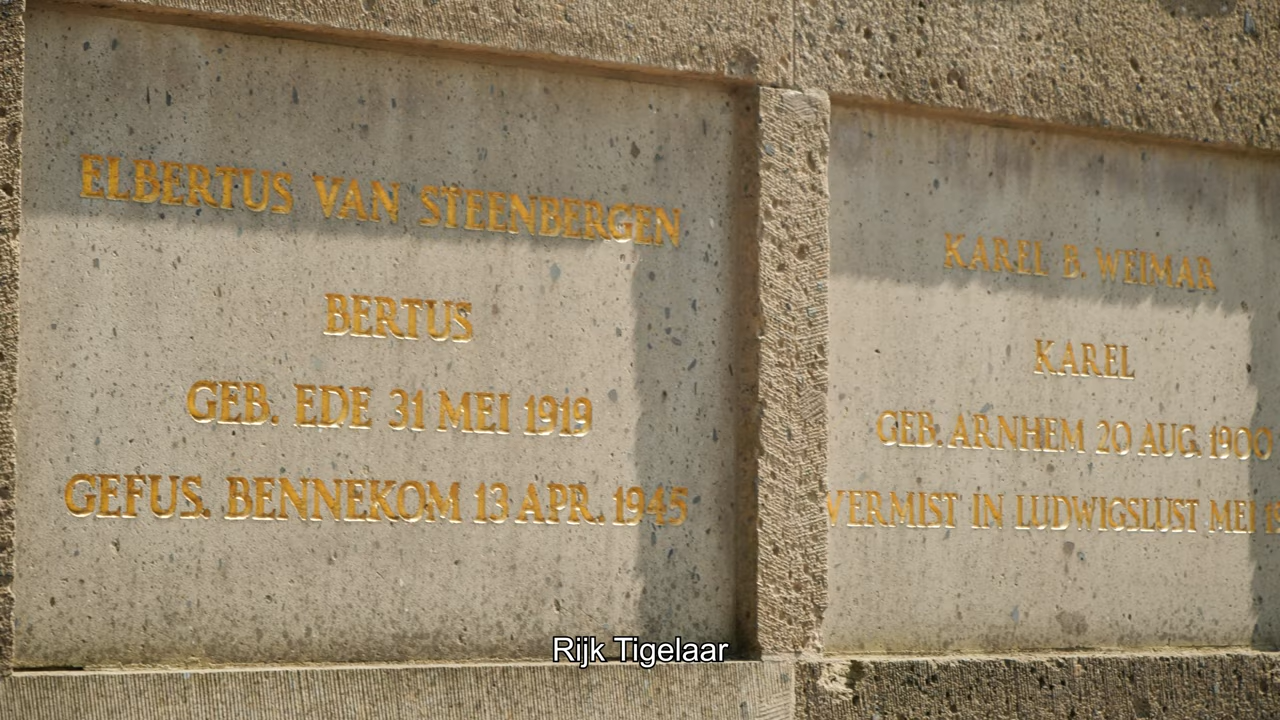 ELBERTUS VAN STEENBERGEN
BERTUS
GEB. EDE 31 MEI 1919
GEFUS. BENNEKOM 13 APR. 1945
KAREL B. WEIMAR
KAREL
GEB. ARNHEM 20 AUG. 1900
VERMIST IN LUDWIGSLUST MEI
Rijk Tigelaar